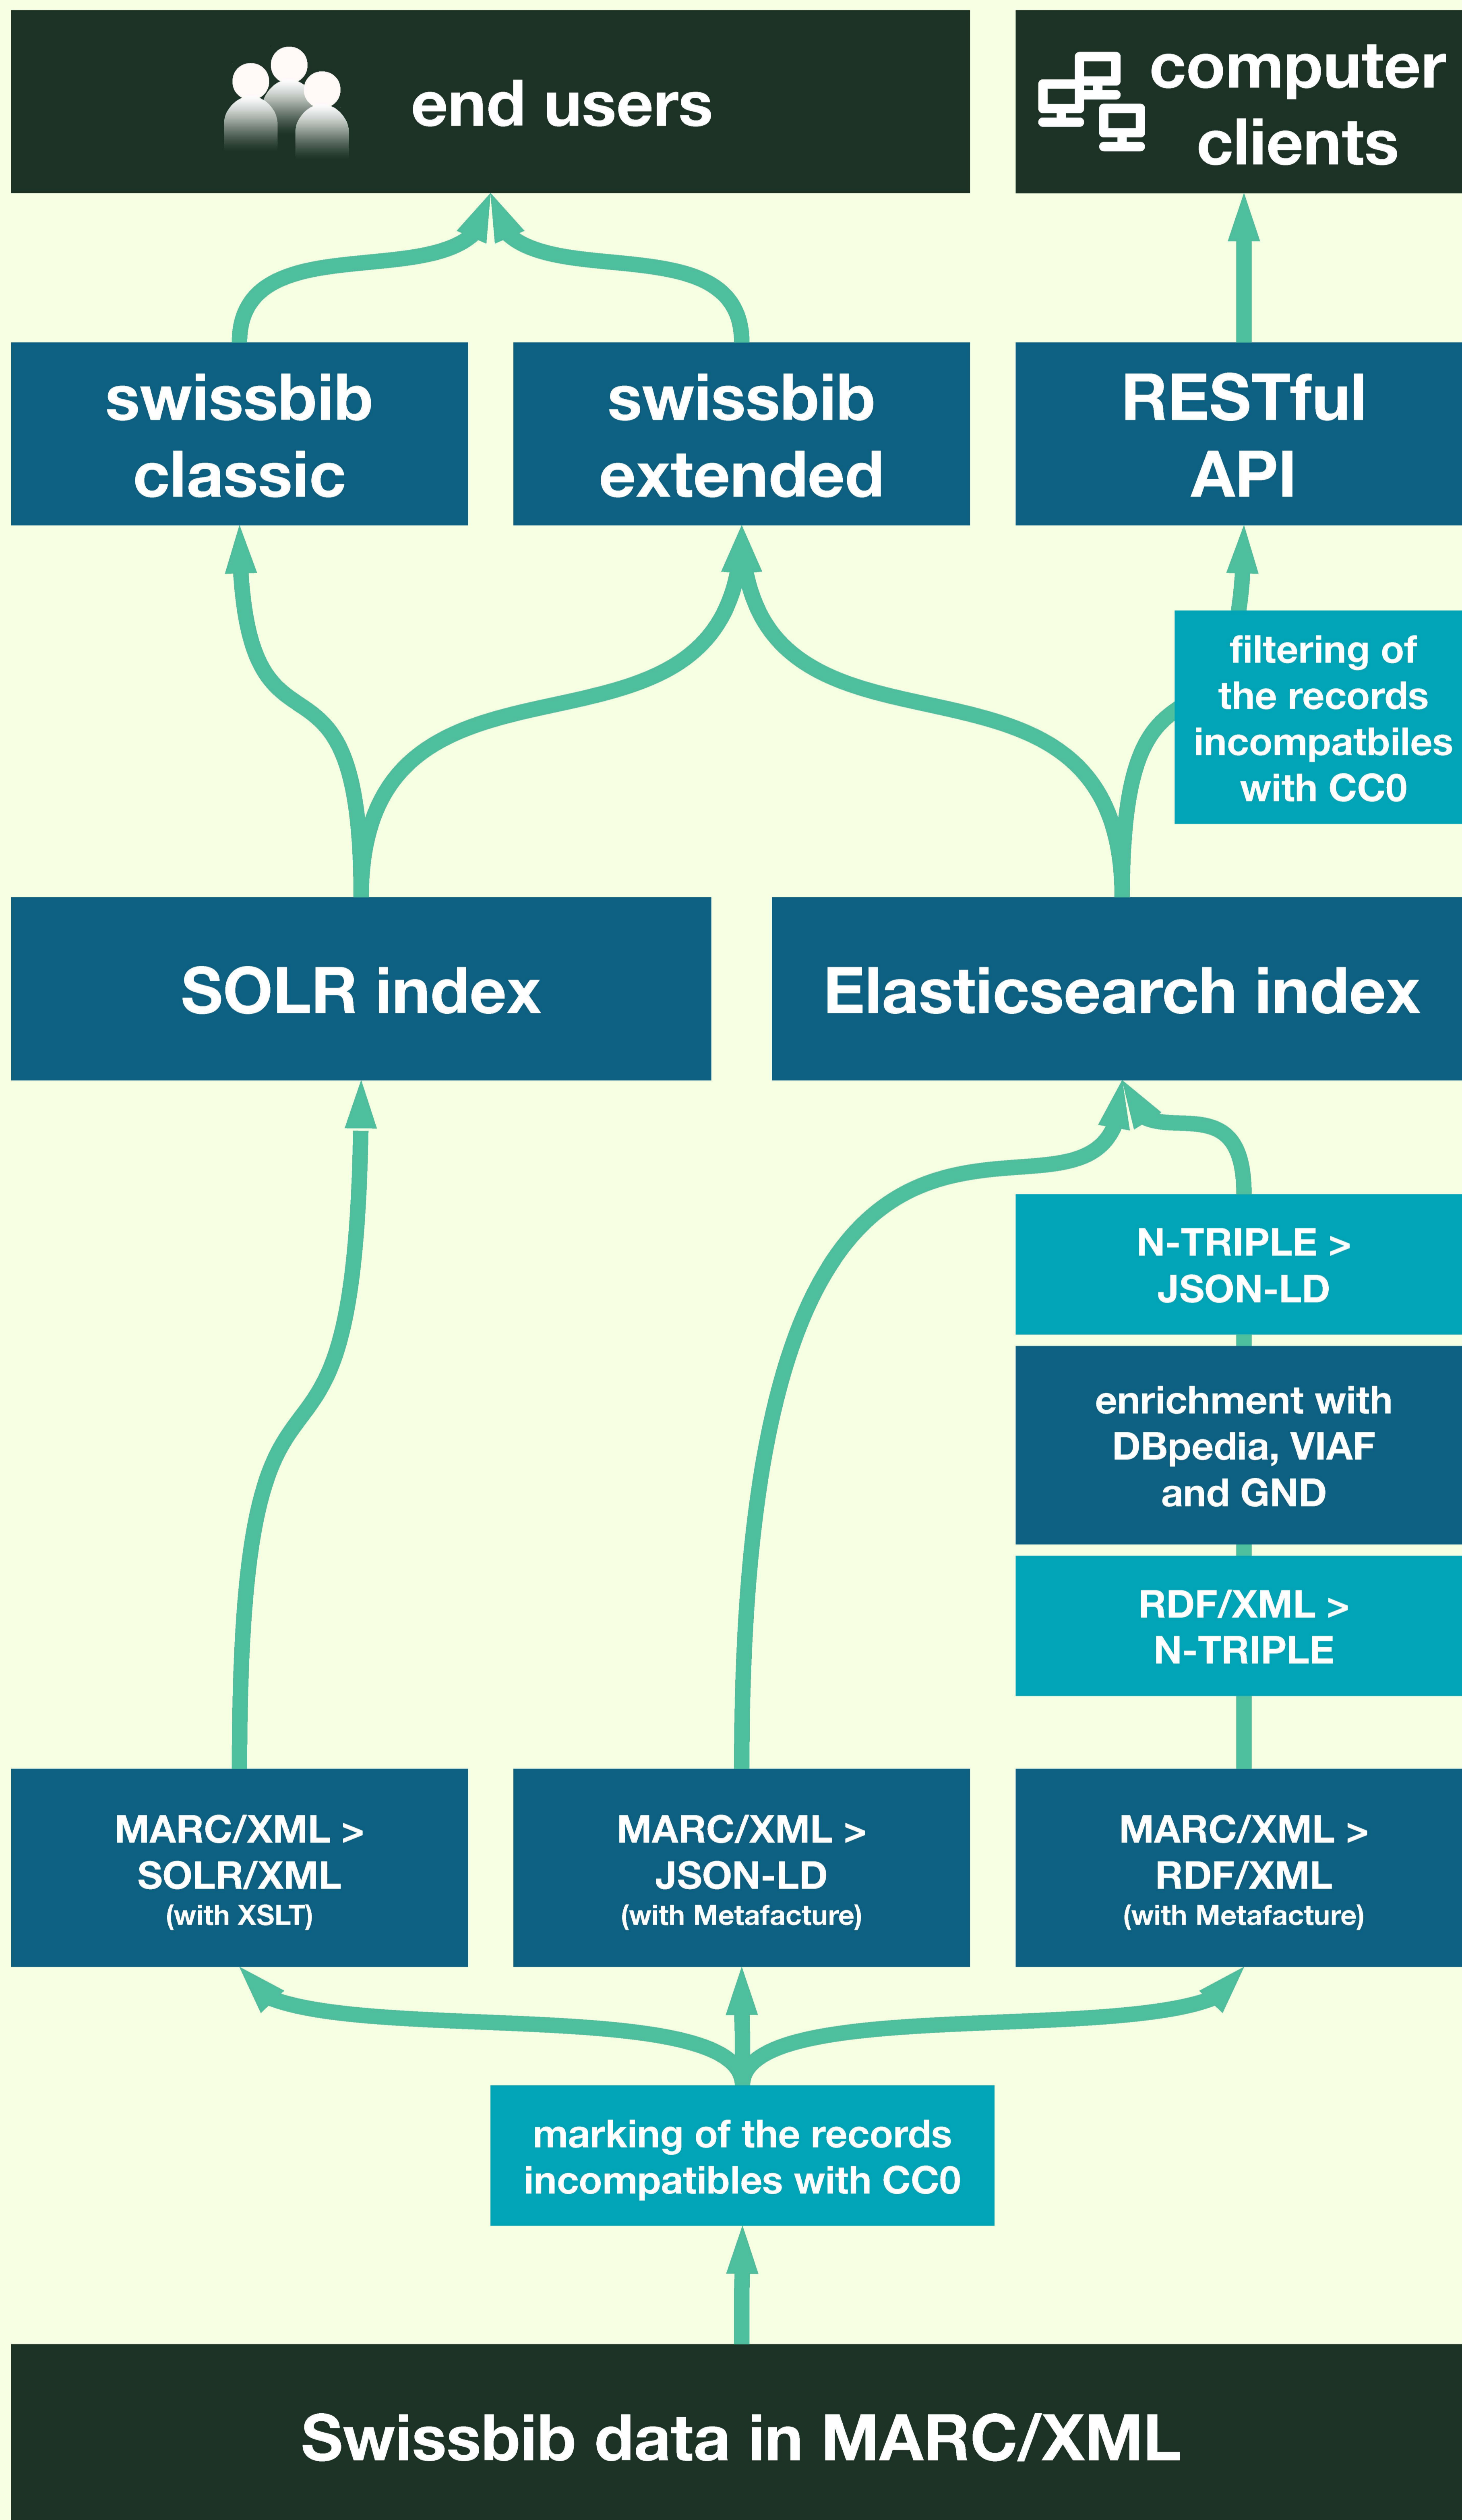 end users
computer
clients
swissbib
classic
swissbib
extended
RESTful
API
filtering of
the records
incompatbiles
with CC0
SOLR index
Elasticsearch index
N-TRIPLE >
JSON-LD
enrichment with
DBpedia, VIAF
and GND
RDF/XML >
N-TRIPLE
MARC/XML >
SOLR/XML
(with XSLT)
MARC/XML >
JSON-LD
(with Metafacture)
MARC/XML >
RDF/XML
(with Metafacture)
marking of the records
incompatibles with CC0
Swissbib data in MARC/XML